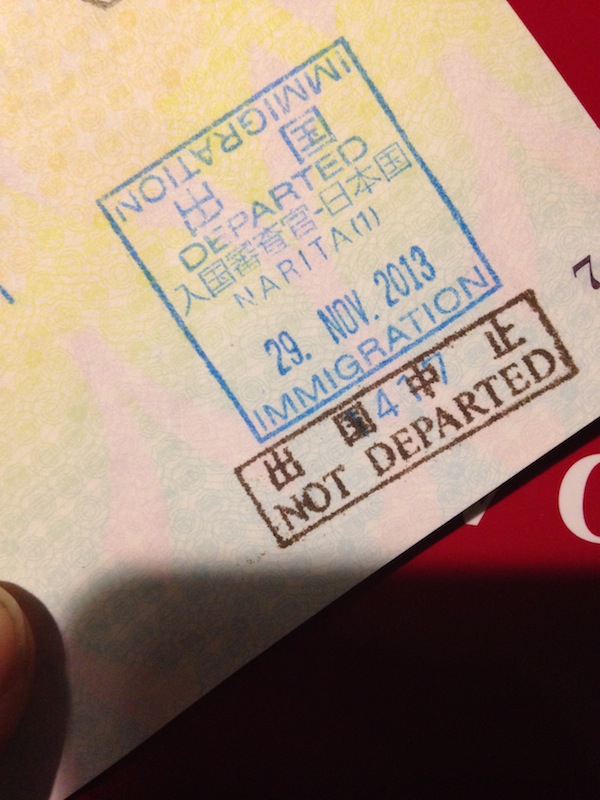 IMMIGRATION
出国
DEPARTED
入国審査官-日本国
NARITA(1)
29. NOV. 2013
IMMIGRATION
出国中止
NOT DEPARTED
7